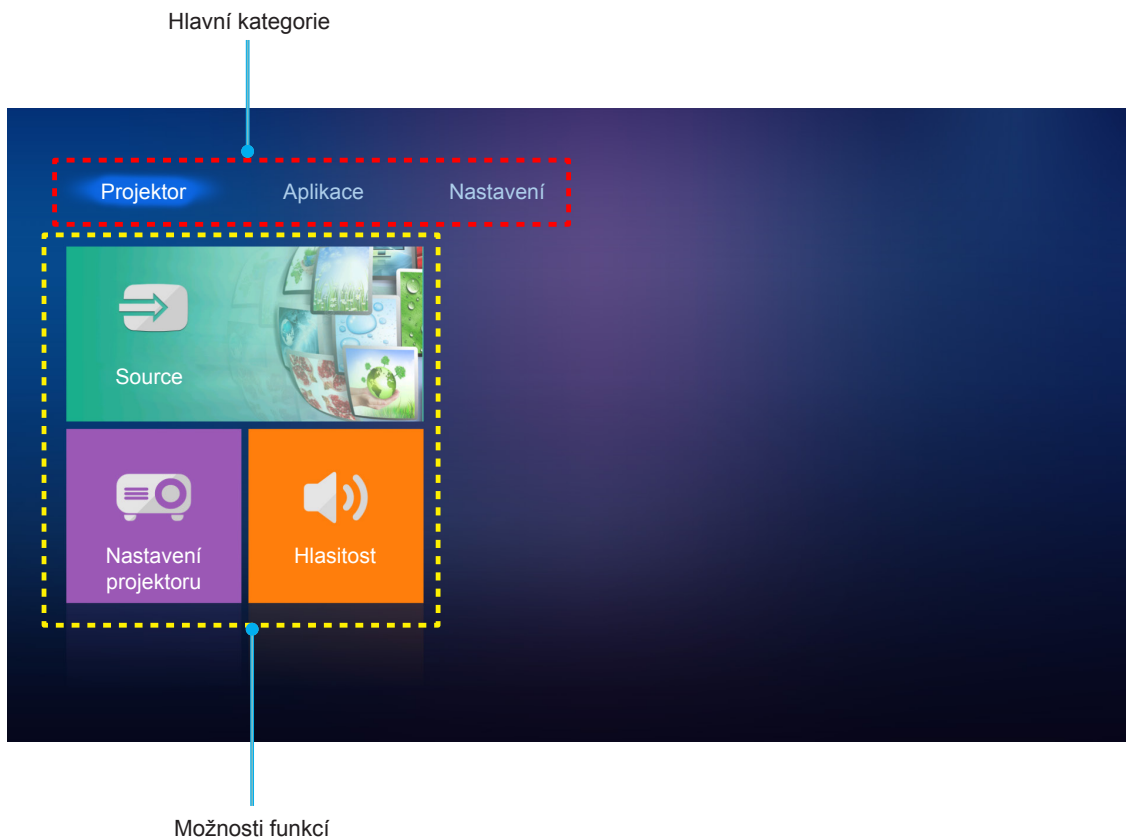 Hlavní kategorie
Projektor Aplikace Nastavení
Source
Nastavení
projektoru
Hlasitost
Možnosti funkcí